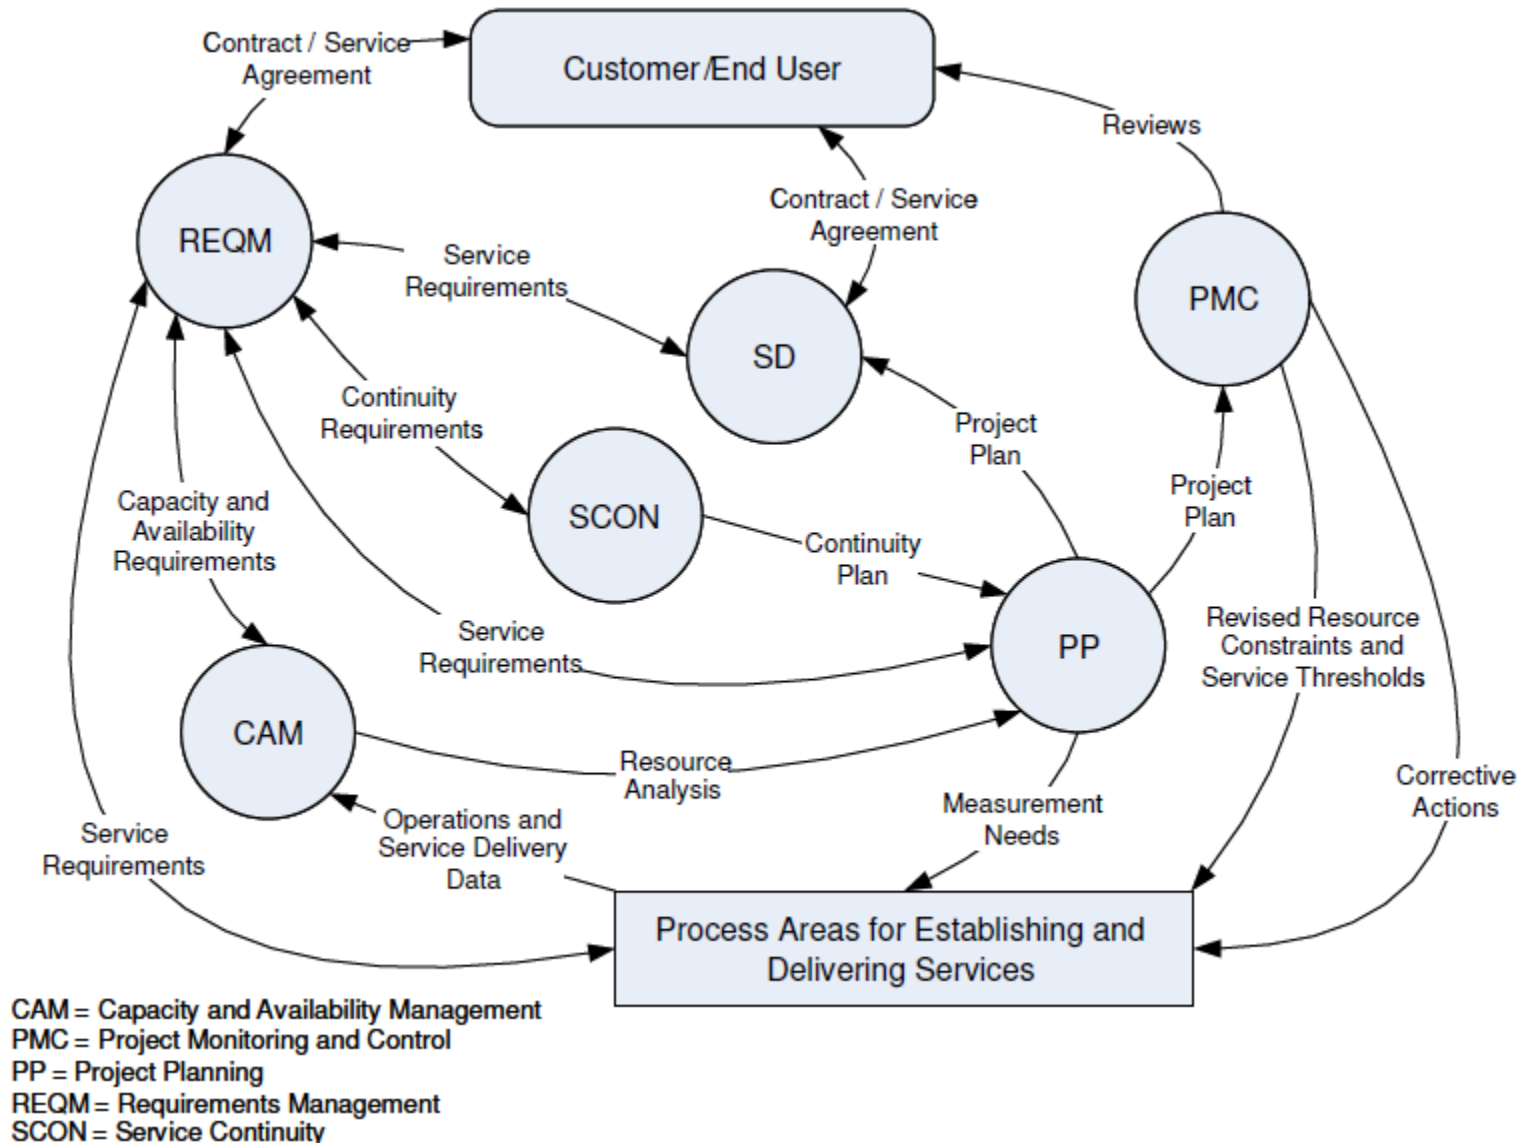 Contract / Service
Agreement
Customer/End User
Reviews
Contract / Service
Agreement
REQM
Service
Requirements
PMC
SD
Continuity
Requirements
Project
Plan
Project
Plan
Capacity and
Availability
Requirements
SCON
Continuity
Plan
Service
Requirements
PP
Revised Resource
Constraints and
Service Thresholds
CAM
Resource
Analysis
Corrective
Actions
Measurement
Needs
Operations and
Service Delivery
Data
Service
Requirements
Process Areas for Establishing and
Delivering Services
CAM = Capacity and Availability Management
PMC = Project Monitoring and Control
PP = Project Planning
REQM = Requirements Management
SCON = Service Continuity